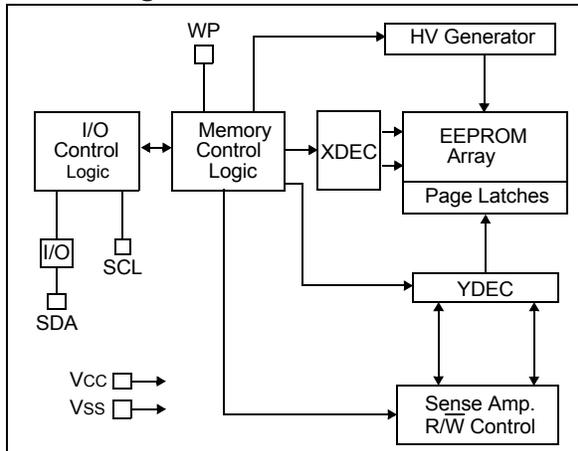 WP
HV Generator
I/O
Control
Logic
Memory
Control
Logic
XDEC
EEPROM
Array
Page Latches
I/O
SCL
SDA
YDEC
VCC
VSS
Sense Amp.
R/W̅ Control